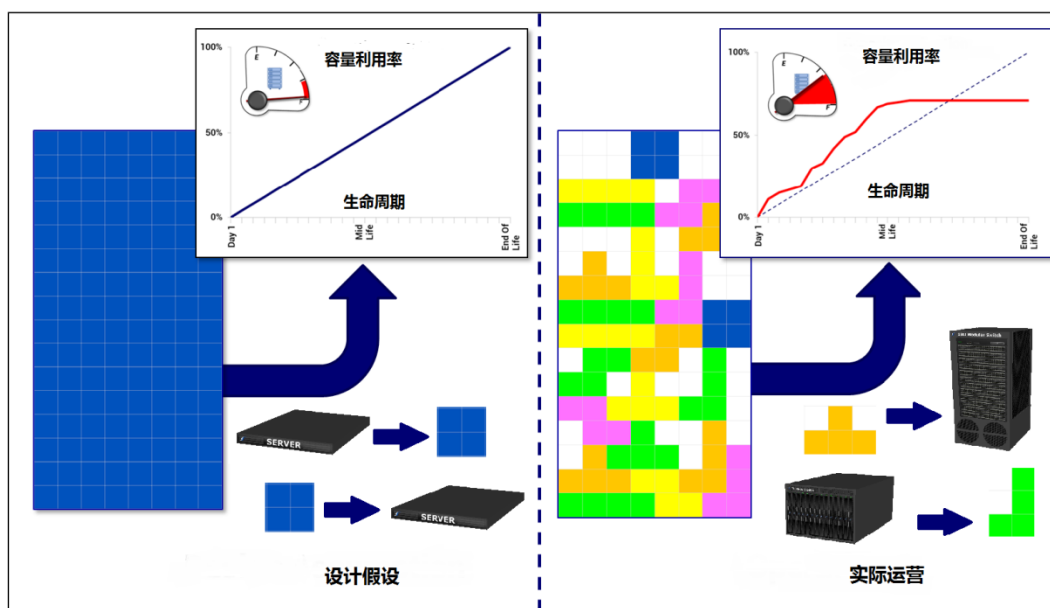 100%
容量利用率
E
F
50%
生命周期
0%
Day 1
Mid
Life
End Of
Life
SERVER
SERVER
设计假设
100%
容量利用率
E
F
50%
生命周期
0%
Day 1
Mid
Life
End Of
Life
实际运营